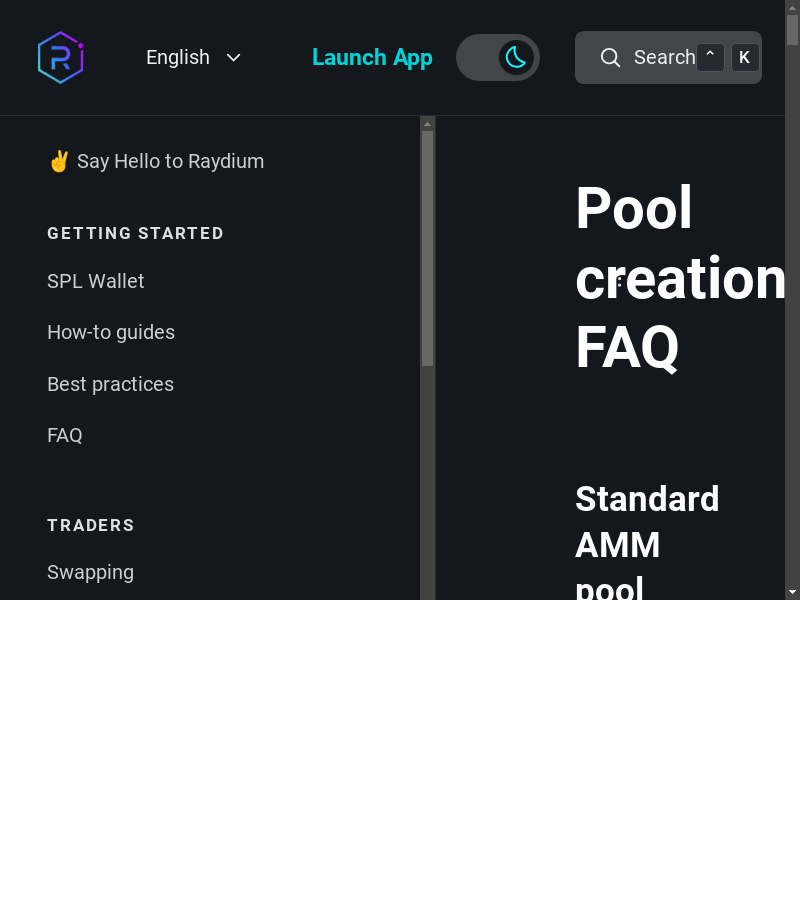 English
Launch App
Search ⌃ K
✌️ Say Hello to Raydium
GETTING STARTED
SPL Wallet
How-to guides
Best practices
FAQ
TRADERS
Swapping
Pool
creation
FAQ
Standard
AMM
pool